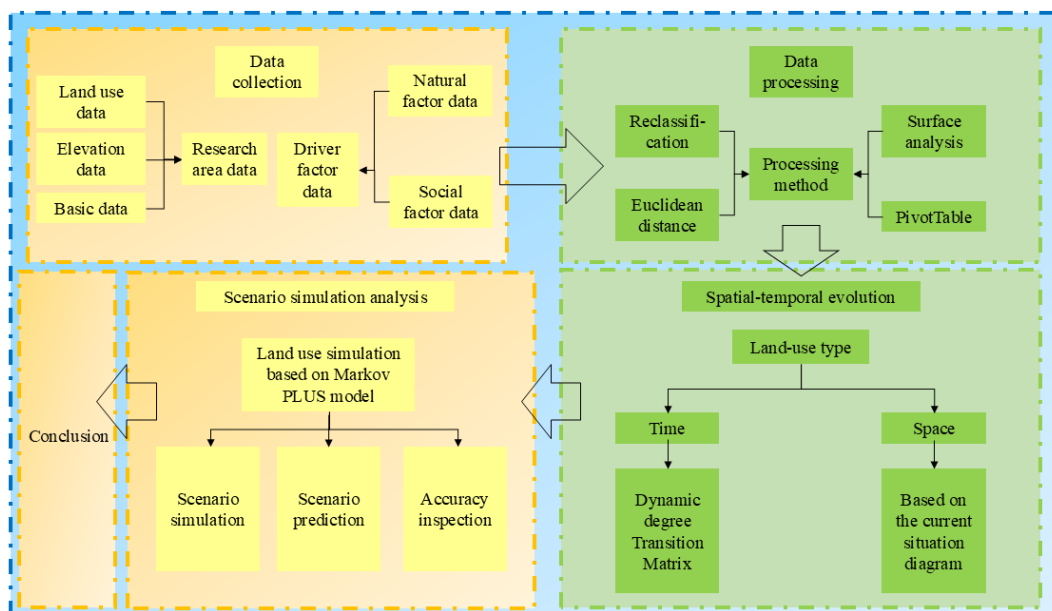 Data
collection
Land use
data
Elevation
data
Basic data
Research
area data
Driver
factor
data
Natural
factor data
Social
factor data
Data
processing
Reclassifi-
cation
Euclidean
distance
Processing
method
Surface
analysis
PivotTable
Spatial-temporal evolution
Land-use type
Time
Space
Dynamic
degree
Transition
Matrix
Based on
the current
situation
diagram
Scenario simulation analysis
Land use simulation
based on Markov
PLUS model
Scenario
simulation
Scenario
prediction
Accuracy
inspection
Conclusion